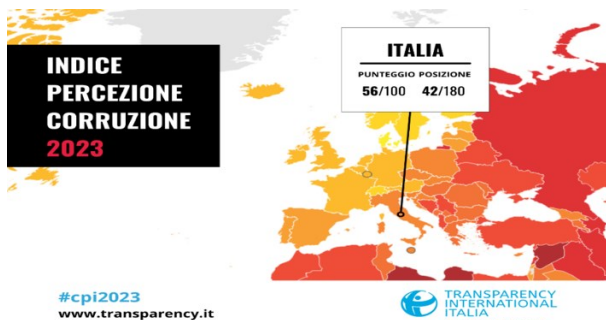 INDICE
PERCEZIONE
CORRUZIONE
2023
ITALIA
PUNTEGGIO POSIZIONE
56/100 42/180
#cpi2023
www.transparency.it
TRANSPARENCY
INTERNATIONAL
ITALIA